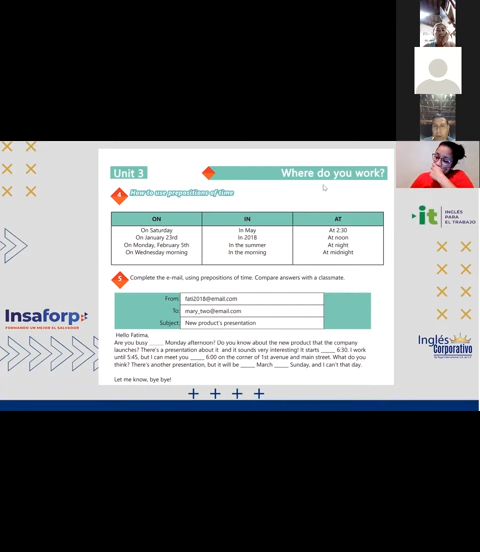 Unit 3
Where do you work?
4 How to use prepositions of time
ON IN AT
On Saturday In May At 2:30
On January 23rd In 2018 At noon
On Monday, February 5th In the summer At night
On Wednesday morning In the morning At midnight
5 Complete the e-mail, using prepositions of time. Compare answers with a classmate.
From: fati2018@email.com
To: mary_two@email.com
Subject: New product's presentation
Hello Fatima,
Are you busy _____ Monday afternoon? Do you know about the new product that the company
launches? There's a presentation about it and it sounds very interesting! It starts _____ 6:30. I work
until 5:45, but I can meet you _____ 6:00 on the corner of 1st avenue and main street. What do you
think? There's another presentation, but it will be _____ March _____ Sunday, and I can't that day.
Let me know, bye bye!
Insaforp
FORMANDO UN MEJOR EL SALVADOR
it INGLÉS
PARA
EL TRABAJO
Inglés
Corporativo